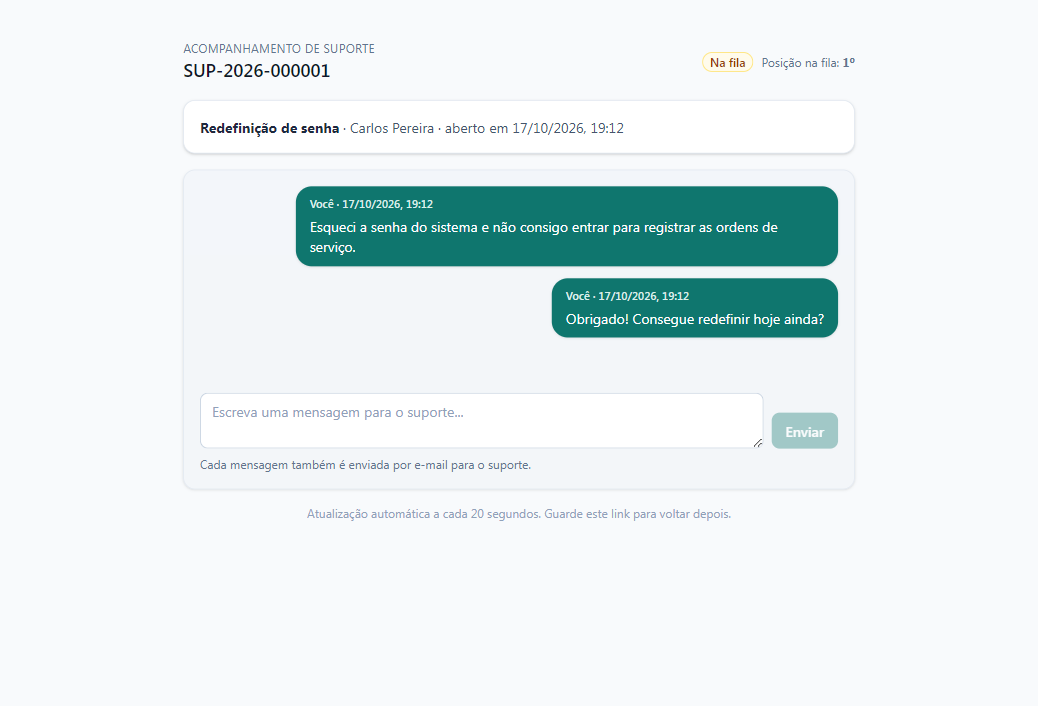 ACOMPANHAMENTO DE SUPORTE
SUP-2026-000001
Na fila
Posição na fila: 1º
Redefinição de senha · Carlos Pereira · aberto em 17/10/2026, 19:12
Você · 17/10/2026, 19:12
Esqueci a senha do sistema e não consigo entrar para registrar as ordens de
serviço.
Você · 17/10/2026, 19:12
Obrigado! Consegue redefinir hoje ainda?
Escreva uma mensagem para o suporte...
Enviar
Cada mensagem também é enviada por e-mail para o suporte.
Atualização automática a cada 20 segundos. Guarde este link para voltar depois.